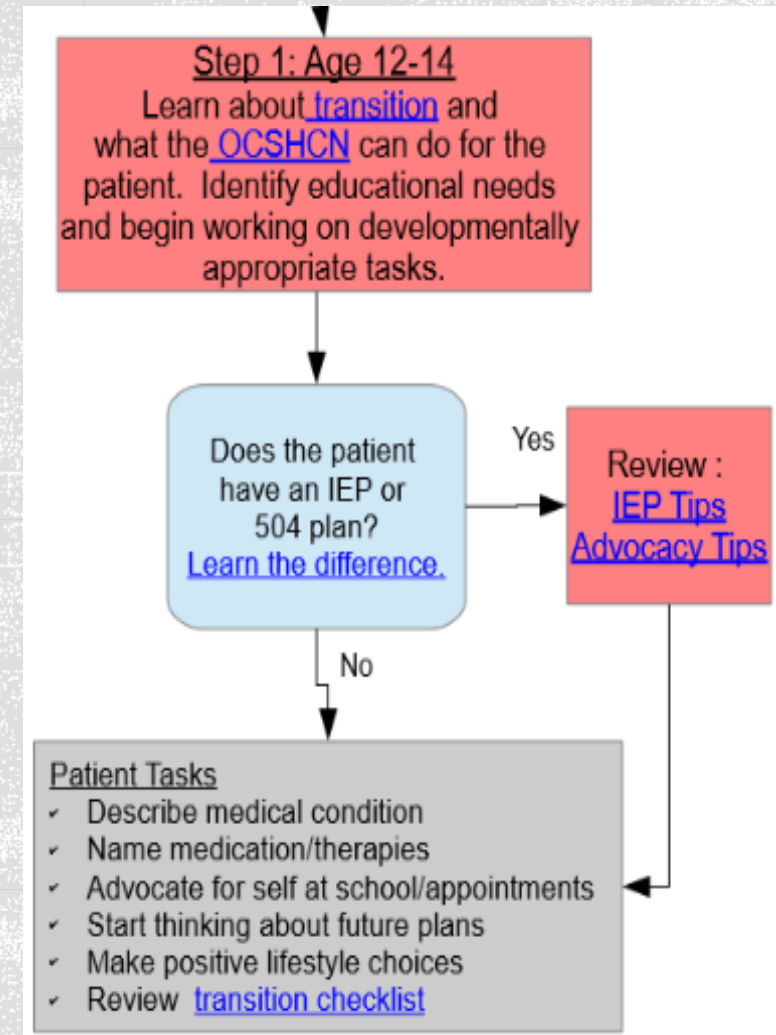 Step 1: Age 12-14
Learn about transition and
what the OCSHCN can do for the
patient. Identify educational needs
and begin working on developmentally
appropriate tasks.
Does the patient
have an IEP or
504 plan?
Learn the difference.
Yes
Review :
IEP Tips
Advocacy Tips
No
Patient Tasks
✓ Describe medical condition
✓ Name medication/therapies
✓ Advocate for self at school/appointments
✓ Start thinking about future plans
✓ Make positive lifestyle choices
✓ Review transition checklist